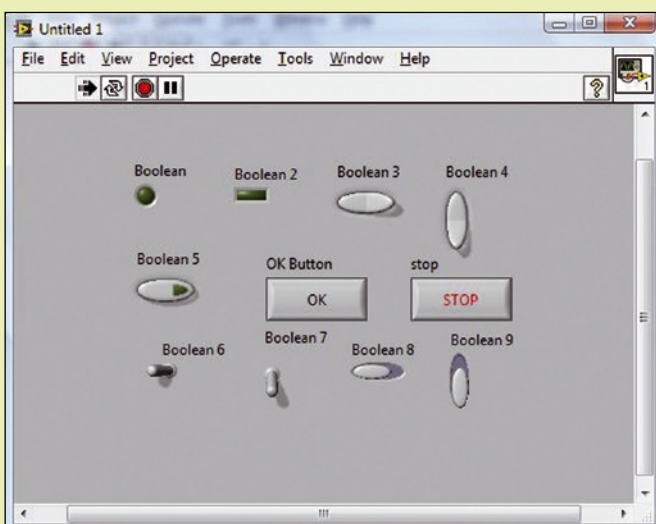 Untitled 1
File Edit View Project Operate Tools Window Help
?
1
Boolean Boolean 2 Boolean 3 Boolean 4
Boolean 5 OK Button stop
OK STOP
Boolean 6 Boolean 7 Boolean 8 Boolean 9